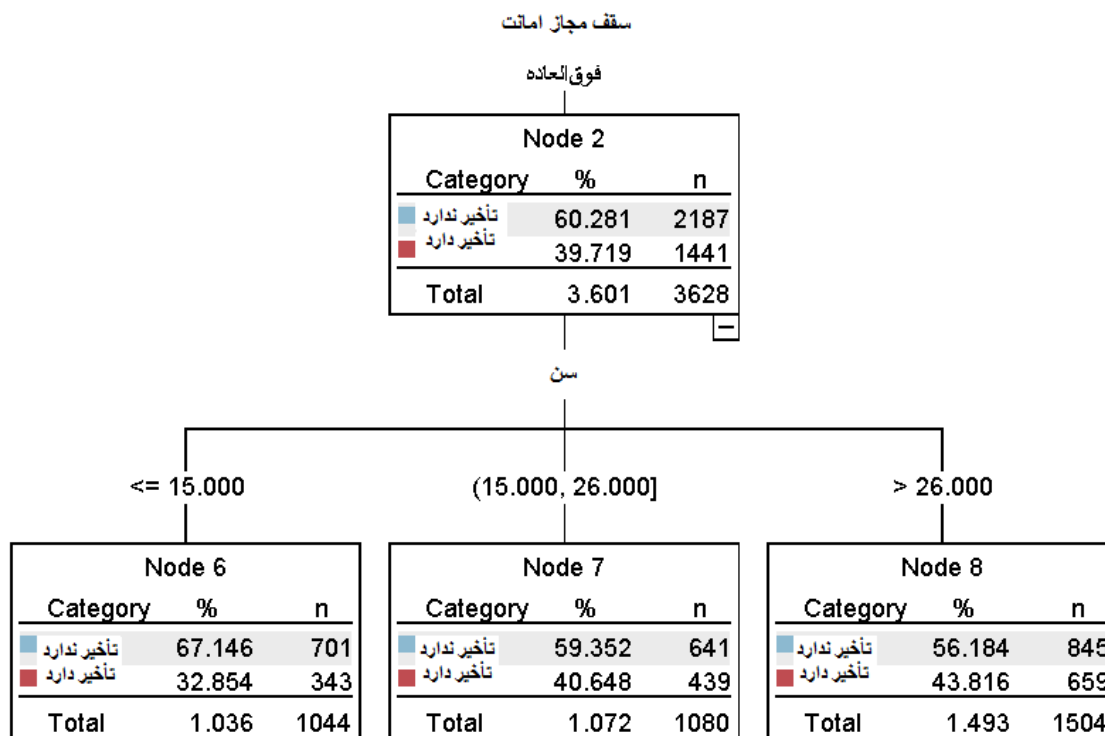 سقف مجاز امانت
فوق‌العاده
Node 2
Category % n
تأخیر ندارد 60.281 2187
تأخیر دارد 39.719 1441
Total 3.601 3628
سن
<= 15.000 (15.000, 26.000] > 26.000
Node 6
Category % n
تأخیر ندارد 67.146 701
تأخیر دارد 32.854 343
Total 1.036 1044
Node 7
Category % n
تأخیر ندارد 59.352 641
تأخیر دارد 40.648 439
Total 1.072 1080
Node 8
Category % n
تأخیر ندارد 56.184 845
تأخیر دارد 43.816 659
Total 1.493 1504